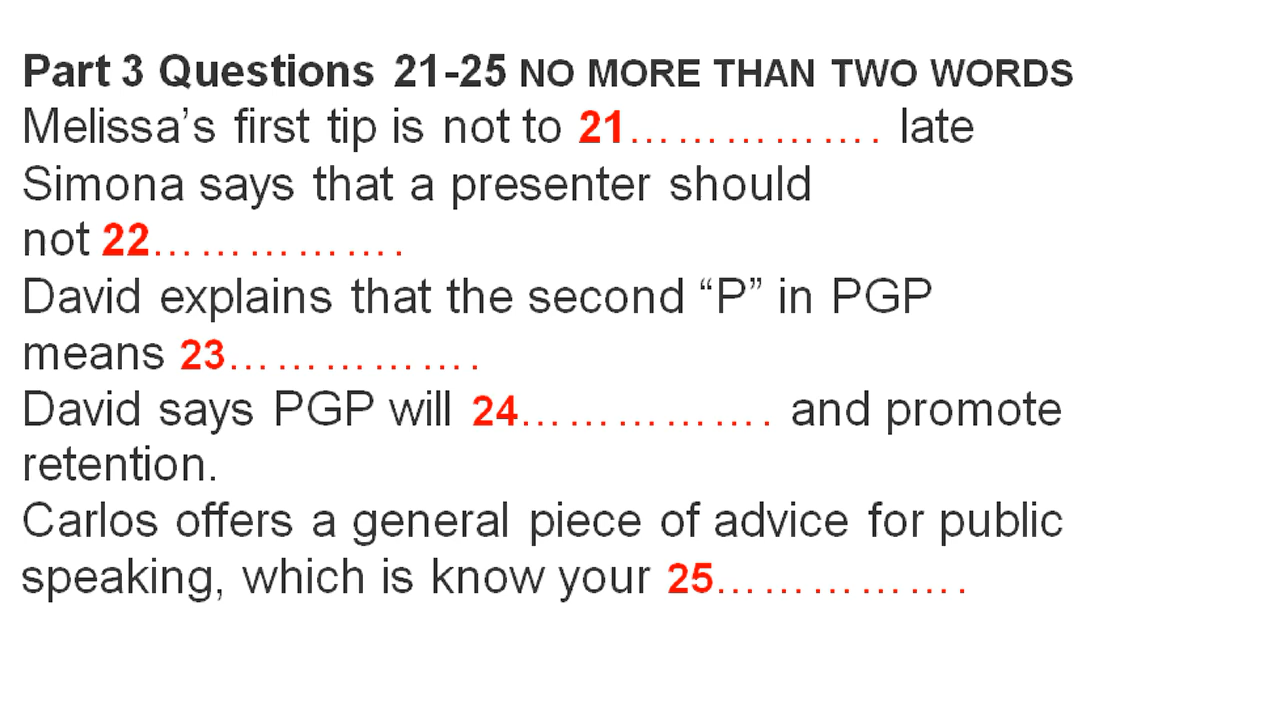 Part 3 Questions 21-25 NO MORE THAN TWO WORDS
Melissa’s first tip is not to 21……………. late
Simona says that a presenter should
not 22…………….
David explains that the second “P” in PGP
means 23…………….
David says PGP will 24……………. and promote
retention.
Carlos offers a general piece of advice for public
speaking, which is know your 25…………….